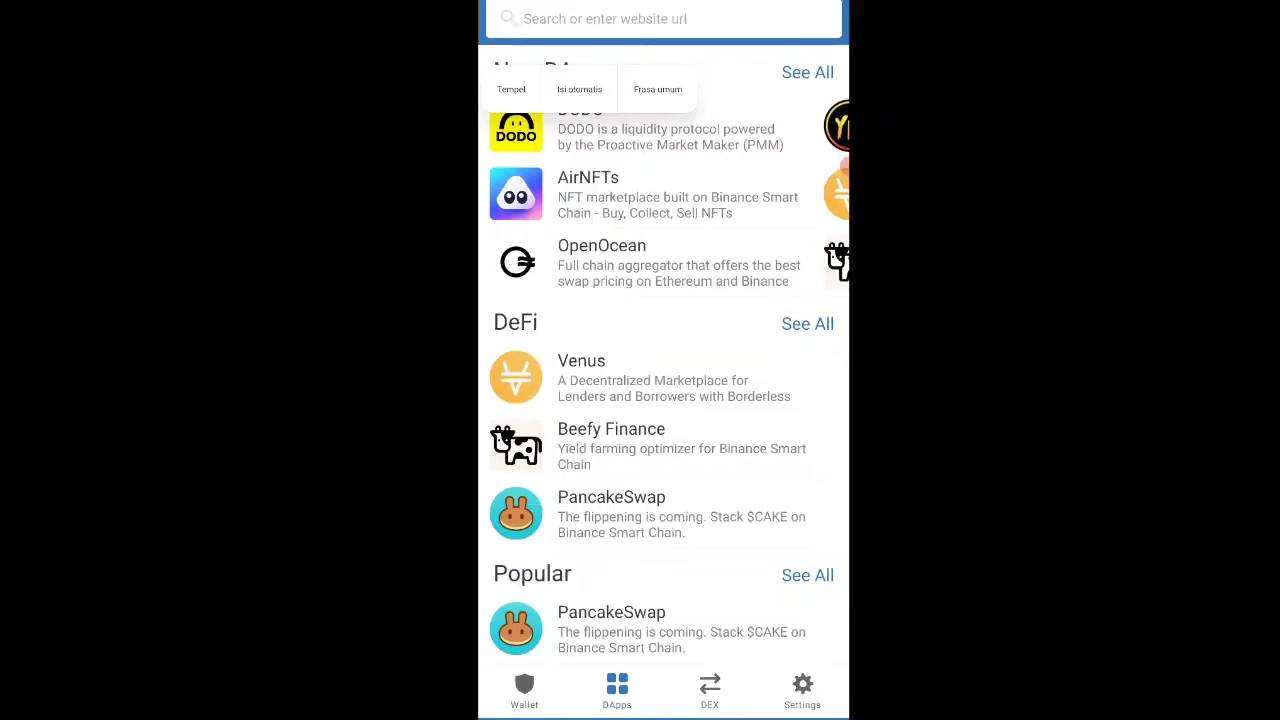 Search or enter website url
See All
Tempel
Isi otomatis
Frasa umum
DODO
DODO
DODO is a liquidity protocol powered
by the Proactive Market Maker (PMM)
AirNFTs
NFT marketplace built on Binance Smart
Chain - Buy, Collect, Sell NFTs
OpenOcean
Full chain aggregator that offers the best
swap pricing on Ethereum and Binance
DeFi
See All
Venus
A Decentralized Marketplace for
Lenders and Borrowers with Borderless
Beefy Finance
Yield farming optimizer for Binance Smart
Chain
PancakeSwap
The flippening is coming. Stack $CAKE on
Binance Smart Chain.
Popular
See All
PancakeSwap
The flippening is coming. Stack $CAKE on
Binance Smart Chain.
Wallet
DApps
DEX
Settings